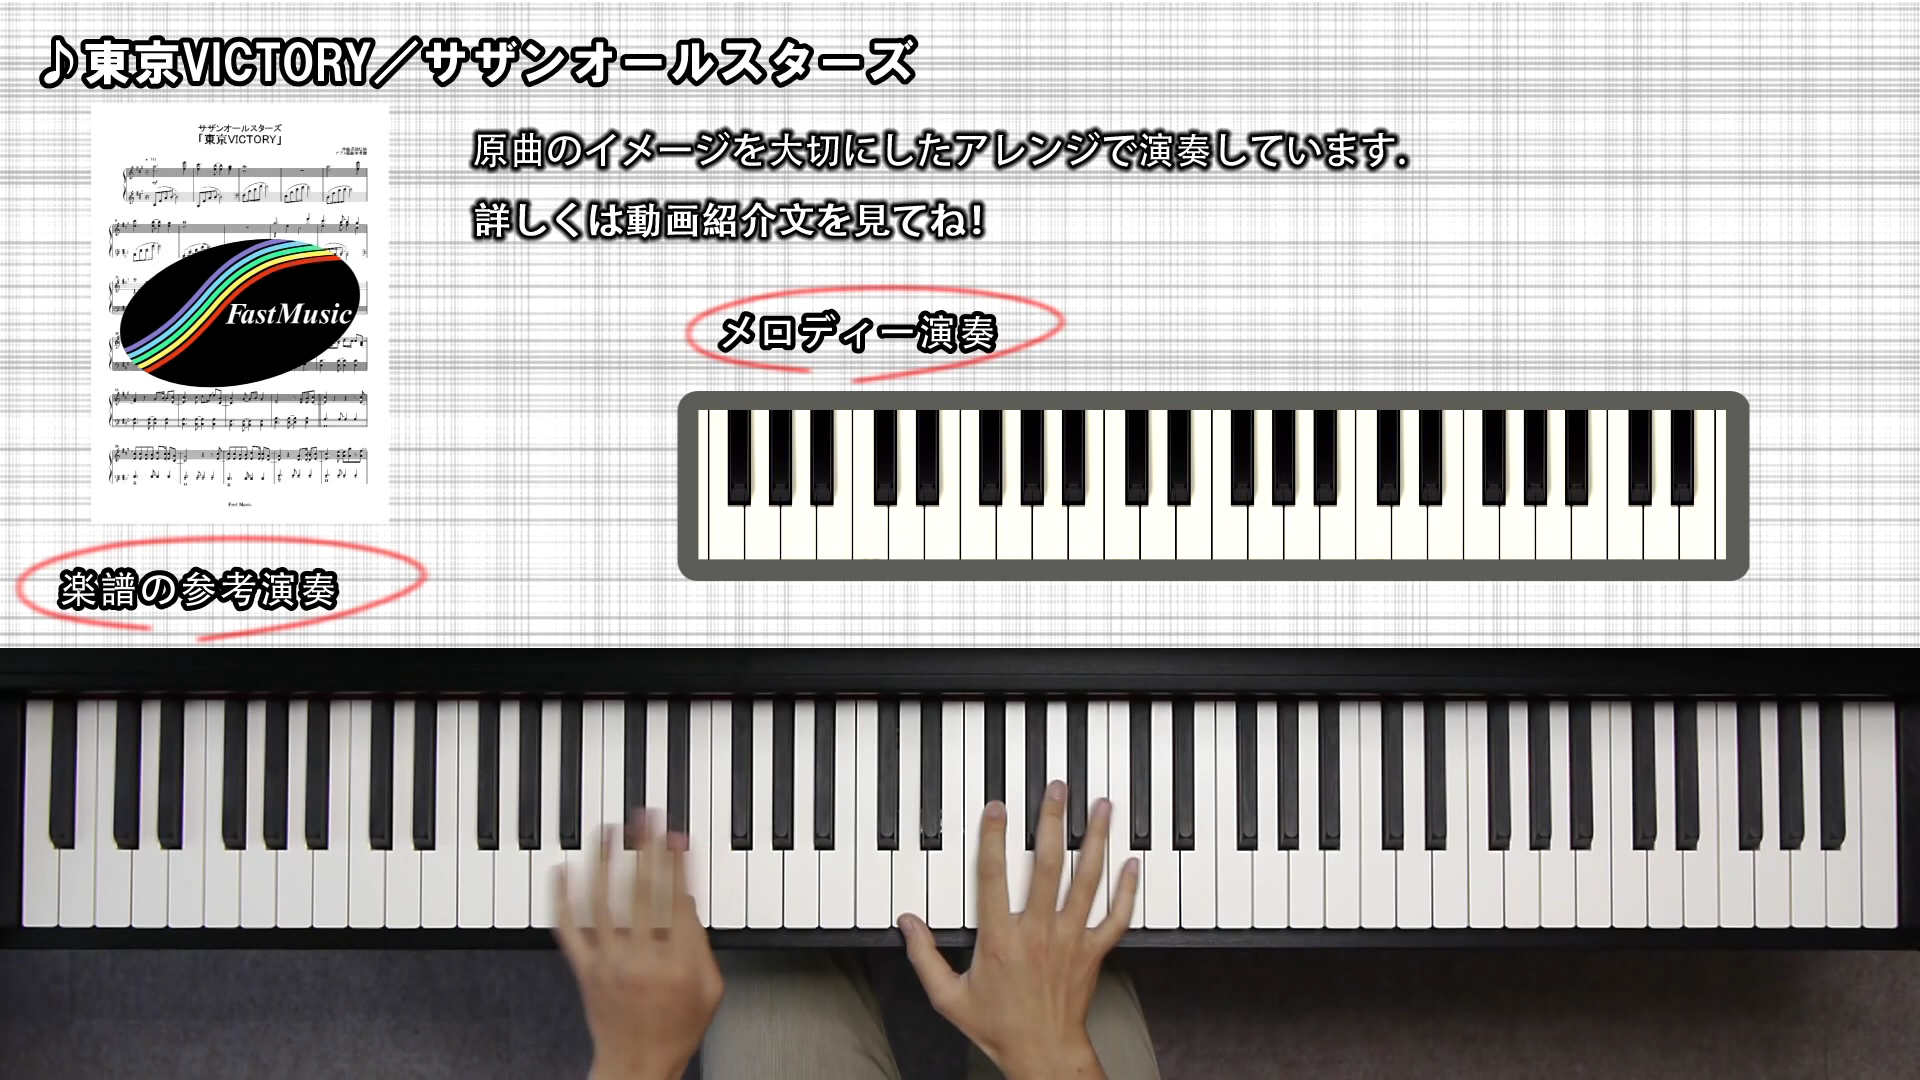 ♪東京VICTORY／サザンオールスターズ
サザンオールスターズ
「東京VICTORY」
原曲のイメージを大切にしたアレンジで演奏しています.
詳しくは動画紹介文を見てね!
FastMusic
メロディー演奏
Fast Music
楽譜の参考演奏